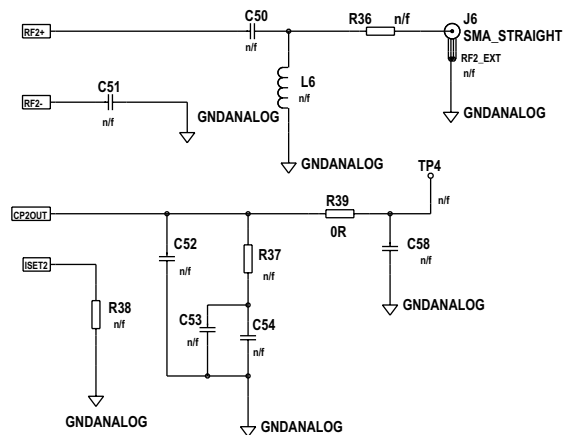 C50
R36 n/f
J6
SMA_STRAIGHT
RF2+
n/f
RF2_EXT
n/f
C51
L6
n/f
RF2-
n/f
GNDANALOG
GNDANALOG
GNDANALOG
TP4
n/f
R39
0R
CP2OUT
C52
n/f
R37
n/f
C58
n/f
ISET2
GNDANALOG
R38
n/f
C53
n/f
C54
n/f
GNDANALOG
GNDANALOG